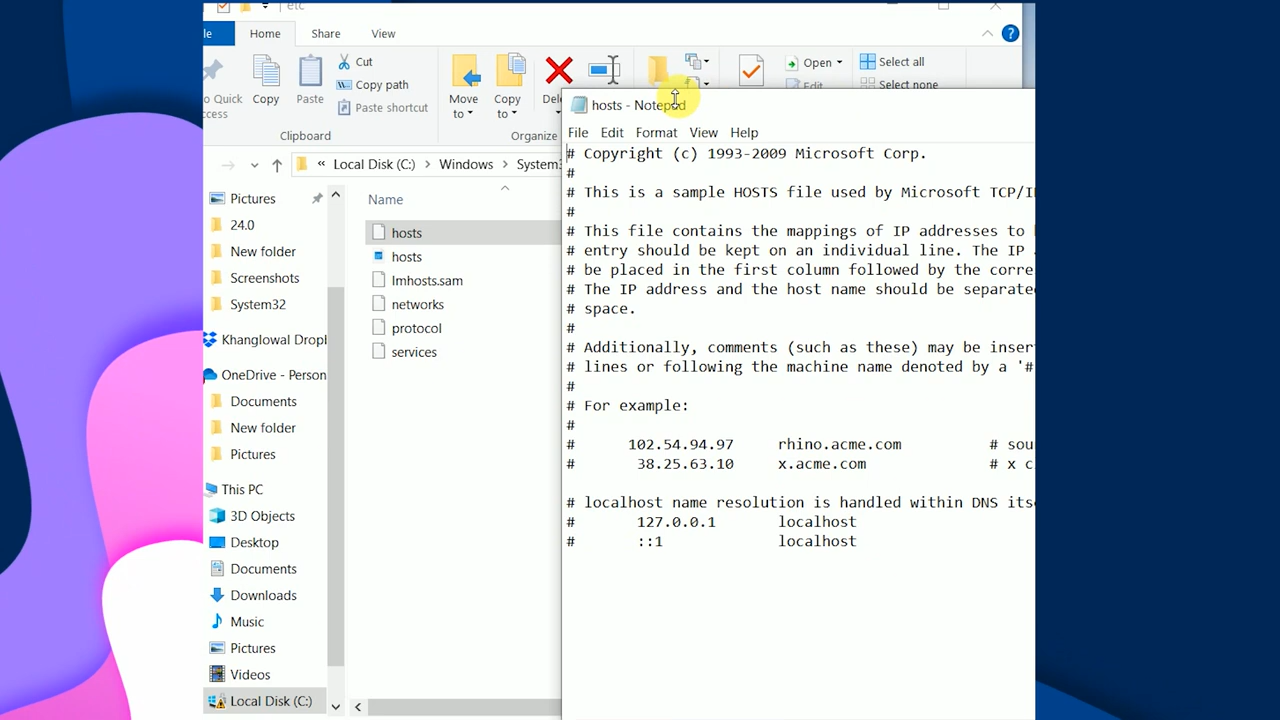 etc
le
Home
Share
View
o Quick
ccess
Copy
Paste
Cut
Copy path
Paste shortcut
Move
to
Copy
to
Del
Open
Edit
Select all
Select none
Clipboard
Organize
« Local Disk (C:) > Windows > System3
Pictures
24.0
New folder
Screenshots
System32
Khanglowal Drop
OneDrive - Person
Documents
New folder
Pictures
This PC
3D Objects
Desktop
Documents
Downloads
Music
Pictures
Videos
Local Disk (C:)
Name
hosts
hosts
lmhosts.sam
networks
protocol
services
hosts - Notepad
File Edit Format View Help
# Copyright (c) 1993-2009 Microsoft Corp.
#
# This is a sample HOSTS file used by Microsoft TCP/I
#
# This file contains the mappings of IP addresses to
# entry should be kept on an individual line. The IP
# be placed in the first column followed by the corre
# The IP address and the host name should be separate
# space.
#
# Additionally, comments (such as these) may be inser
# lines or following the machine name denoted by a '#
#
# For example:
#
# 102.54.94.97 rhino.acme.com # sou
# 38.25.63.10 x.acme.com # x c
# localhost name resolution is handled within DNS its
# 127.0.0.1 localhost
# ::1 localhost